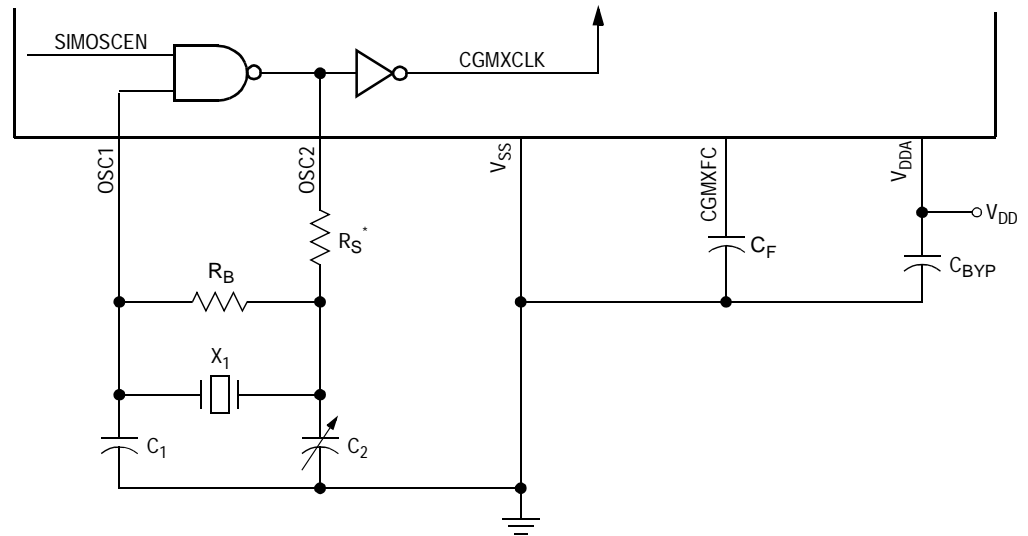 SIMOSCEN
CGMXCLK
OSC1
OSC2
VSS
CGMXFC
VDDA
VDD
RS*
CF
CBYP
RB
X1
C1
C2